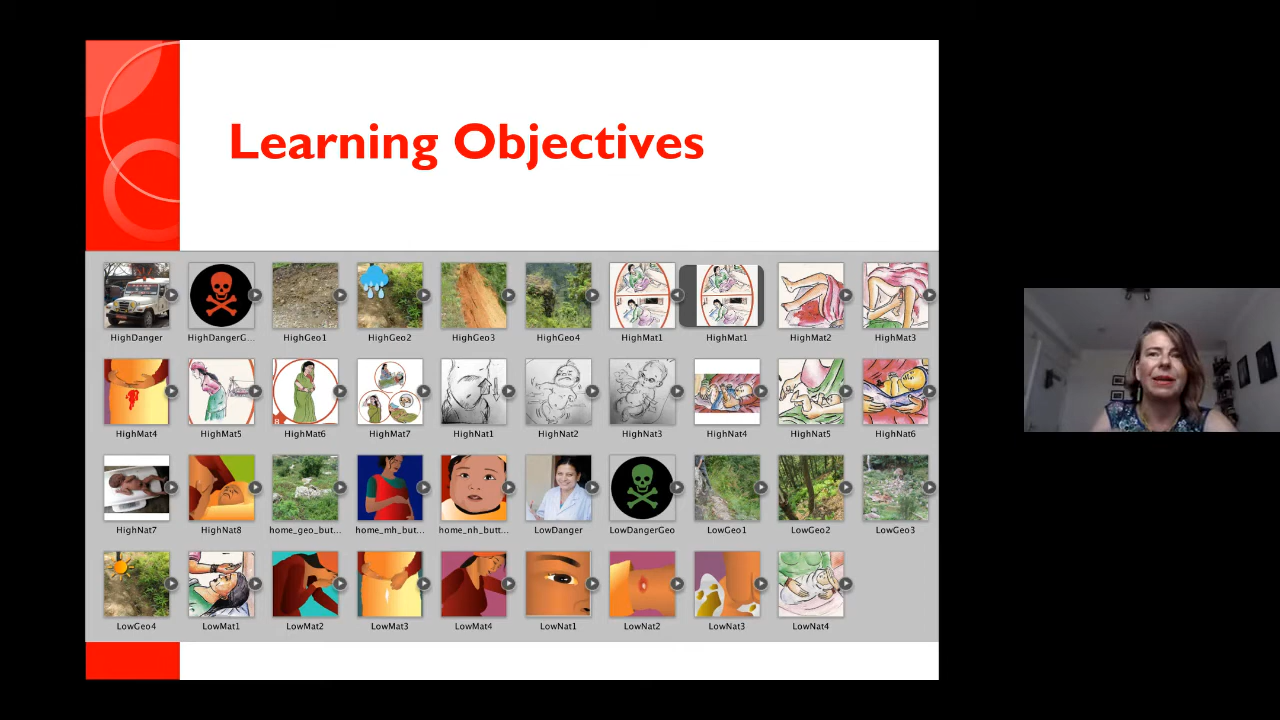 Learning Objectives
HighDanger HighDangerG... HighGeo1 HighGeo2 HighGeo3 HighGeo4 HighMat1 HighMat1 HighMat2 HighMat3
HighMat4 HighMat5 HighMat6 HighMat7 HighNat1 HighNat2 HighNat3 HighNat4 HighNat5 HighNat6
HighNat7 HighNat8 home_geo_but... home_mh_but... home_nh_butt... LowDanger LowDangerGeo LowGeo1 LowGeo2 LowGeo3
LowGeo4 LowMat1 LowMat2 LowMat3 LowMat4 LowNat1 LowNat2 LowNat3 LowNat4